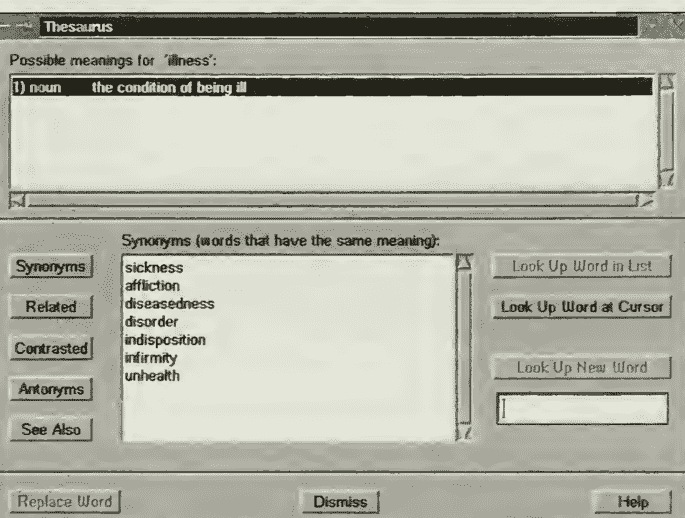 Thesaurus
Possible meanings for 'illness':
1) noun the condition of being ill
Synonyms (words that have the same meaning):
Synonyms
Related
Contrasted
Antonyms
See Also
sickness
affliction
diseasedness
disorder
indisposition
infirmity
unhealth
Look Up Word in List
Look Up Word at Cursor
Look Up New Word
Replace Word
Dismiss
Help